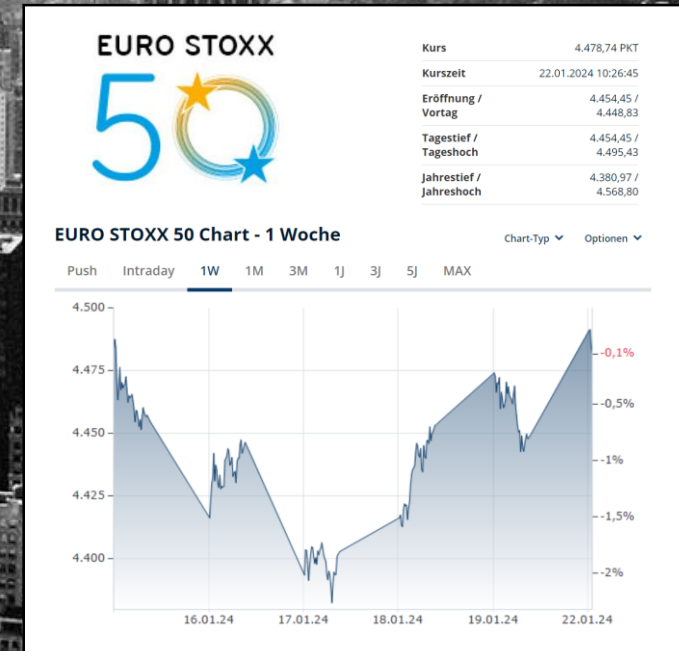 EURO STOXX
50
Kurs 4.478,74 PKT
Kurszeit 22.01.2024 10:26:45
Eröffnung / 4.454,45 /
Vortag 4.448,83
Tagestief / 4.454,45 /
Tageshoch 4.495,43
Jahrestief / 4.380,97 /
Jahreshoch 4.568,80
EURO STOXX 50 Chart - 1 Woche
Chart-Typ Optionen
Push Intraday 1W 1M 3M 1J 3J 5J MAX
4.500
-0,1%
4.475
-0,5%
4.450
-1%
4.425
-1,5%
4.400
-2%
16.01.24 17.01.24 18.01.24 19.01.24 22.01.24